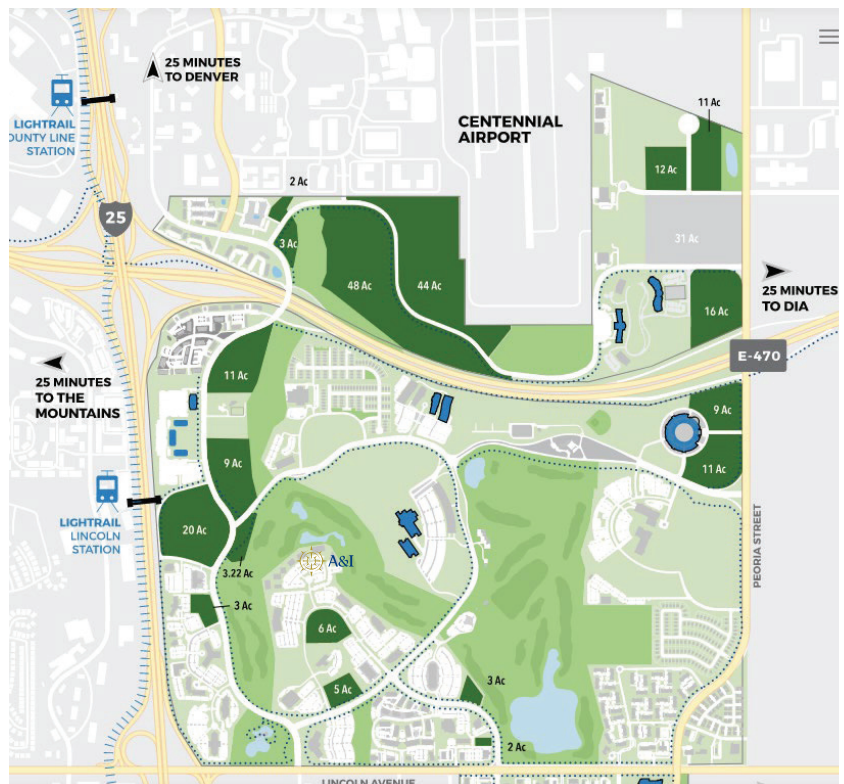 25 MINUTES
TO DENVER
LIGHTRAIL
OUNTY LINE
STATION
CENTENNIAL
AIRPORT
11 Ac
12 Ac
2 Ac
25
3 Ac
31 Ac
48 Ac
44 Ac
25 MINUTES
TO DIA
16 Ac
E-470
25 MINUTES
TO THE
MOUNTAINS
11 Ac
9 Ac
9 Ac
11 Ac
LIGHTRAIL
LINCOLN
STATION
20 Ac
A&I
3.22 Ac
PEORIA STREET
3 Ac
6 Ac
5 Ac
3 Ac
2 Ac
LINCOLN AVENUE